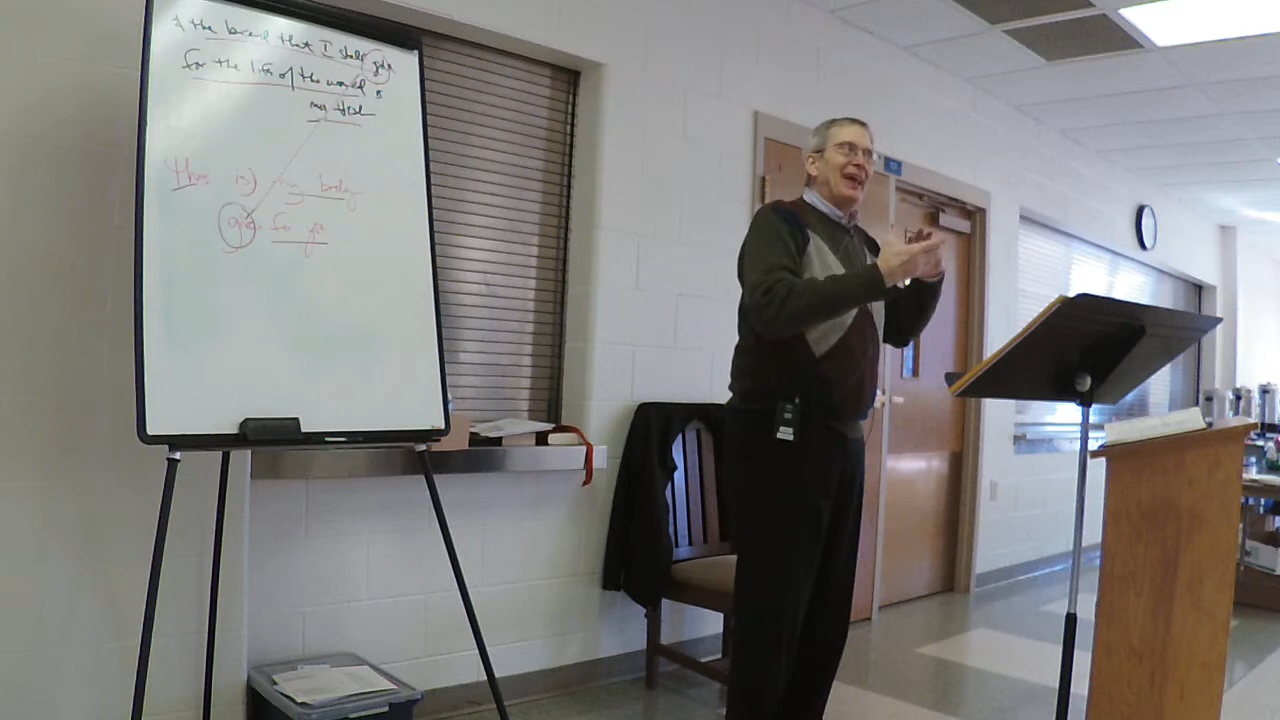 & the bread that I shall give
for the life of the world is
my flesh
this is) my body
given for you